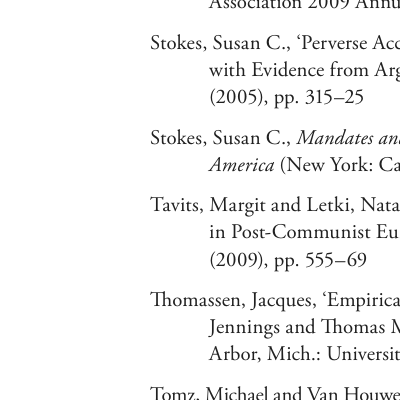 Association 2009 Annu
Stokes, Susan C., ‘Perverse Acc
with Evidence from Arg
(2005), pp. 315–25
Stokes, Susan C., Mandates and
America (New York: Ca
Tavits, Margit and Letki, Nata
in Post-Communist Eu
(2009), pp. 555–69
Thomassen, Jacques, ‘Empirica
Jennings and Thomas M
Arbor, Mich.: Universit
Tomz, Michael and Van Houwe